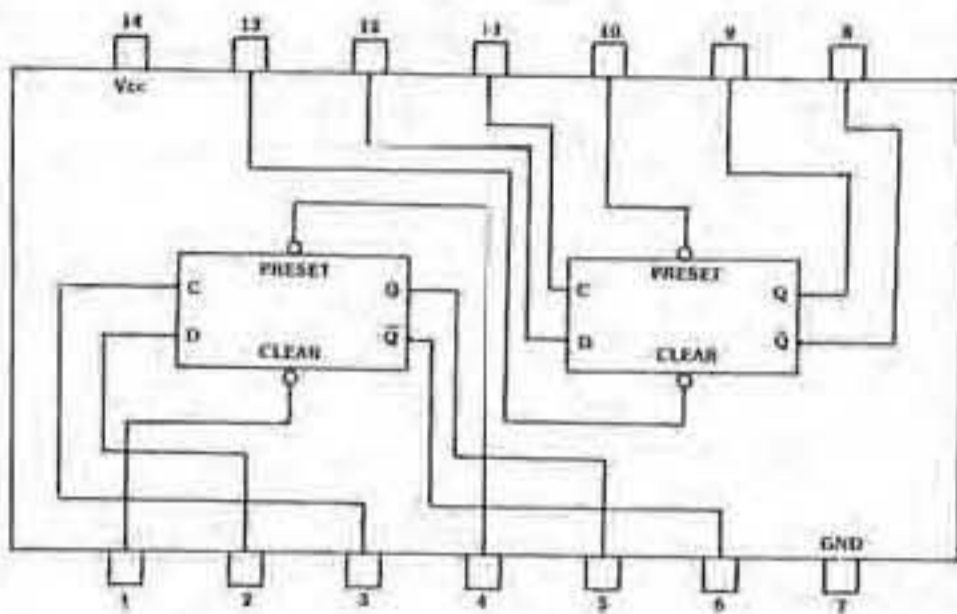 14 13 12 11 10 9 8
Vcc
PRESET PRESET
C Q C Q
D Q̅ D Q̅
CLEAR CLEAR
GND
1 2 3 4 5 6 7